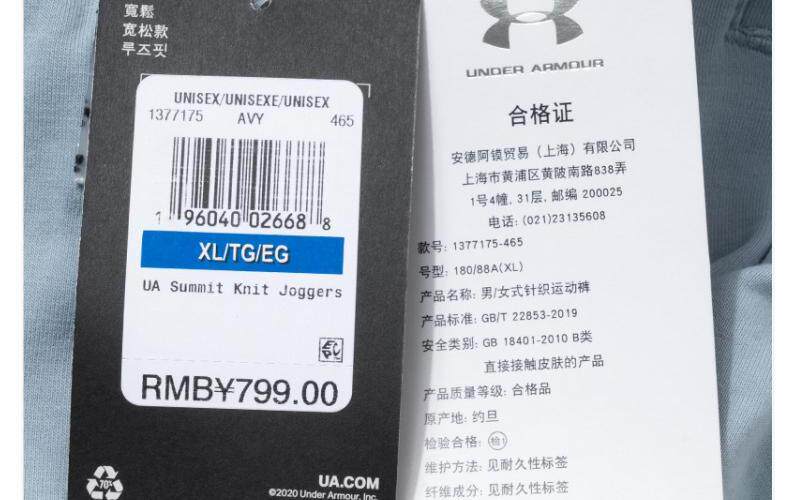 寬鬆
宽松款
루즈핏
UNISEX/UNISEXE/UNISEX
1377175 AVY 465
1 96040 02668 8
XL/TG/EG
UA Summit Knit Joggers
RMB¥799.00
70%
UA.COM
©2020 Under Armour, Inc.
UNDER ARMOUR
合格证
安德阿镆贸易（上海）有限公司
上海市黄浦区黄陂南路838弄
1号4幢, 31层, 邮编 200025
电话: (021)23135608
款号: 1377175-465
号型: 180/88A(XL)
产品名称: 男/女式针织运动裤
产品标准: GB/T 22853-2019
安全类别: GB 18401-2010 B类
直接接触皮肤的产品
产品质量等级: 合格品
原产地: 约旦
检验合格: 检1
维护方法: 见耐久性标签
纤维成分: 见耐久性标签